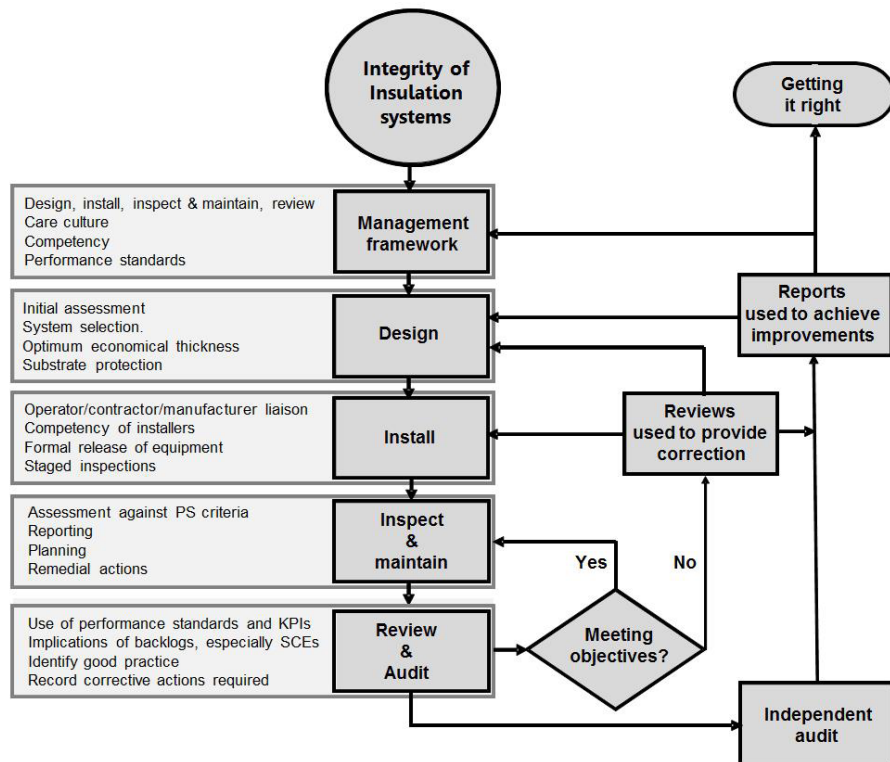 Integrity of
Insulation
systems
Getting
it right
Design, install, inspect & maintain, review
Care culture
Competency
Performance standards
Management
framework
Reports
used to achieve
improvements
Initial assessment
System selection.
Optimum economical thickness
Substrate protection
Design
Operator/contractor/manufacturer liaison
Competency of installers
Formal release of equipment
Staged inspections
Install
Reviews
used to provide
correction
Assessment against PS criteria
Reporting
Planning
Remedial actions
Inspect
&
maintain
Yes
No
Use of performance standards and KPIs
Implications of backlogs, especially SCEs
Identify good practice
Record corrective actions required
Review
&
Audit
Meeting
objectives?
Independent
audit